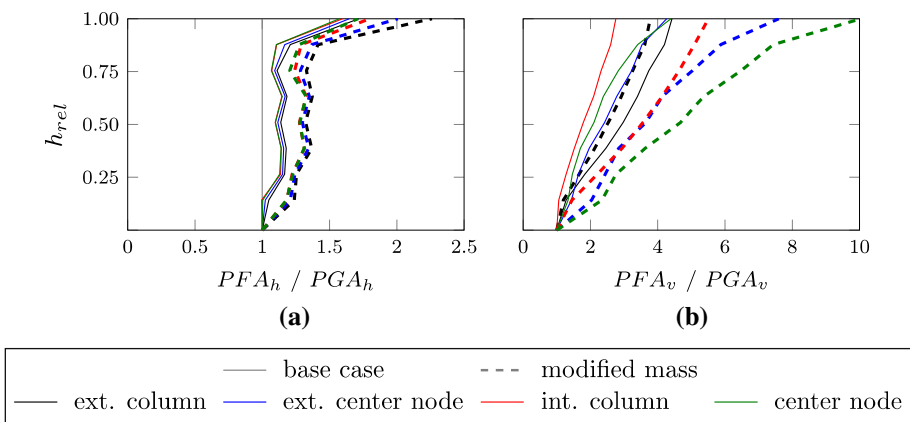 1.00
0.75
0.50
0.25
h_rel
0 0.5 1 1.5 2 2.5
PFA_h / PGA_h
(a)
0 2 4 6 8 10
PFA_v / PGA_v
(b)
base case modified mass
ext. column ext. center node int. column center node